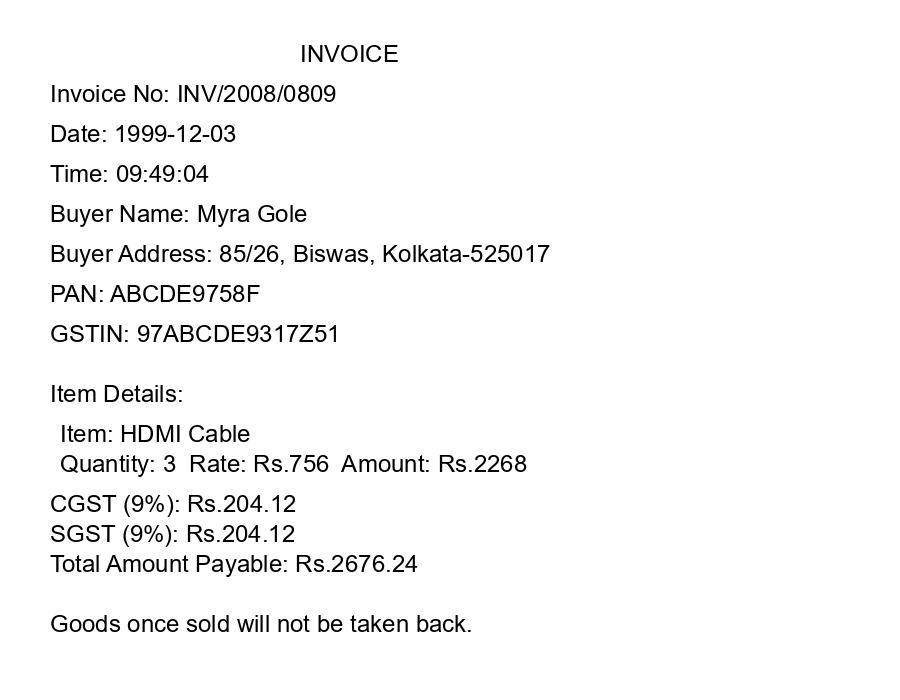 INVOICE
Invoice No: INV/2008/0809
Date: 1999-12-03
Time: 09:49:04
Buyer Name: Myra Gole
Buyer Address: 85/26, Biswas, Kolkata-525017
PAN: ABCDE9758F
GSTIN: 97ABCDE9317Z51
Item Details:
Item: HDMI Cable
Quantity: 3  Rate: Rs.756  Amount: Rs.2268
CGST (9%): Rs.204.12
SGST (9%): Rs.204.12
Total Amount Payable: Rs.2676.24
Goods once sold will not be taken back.